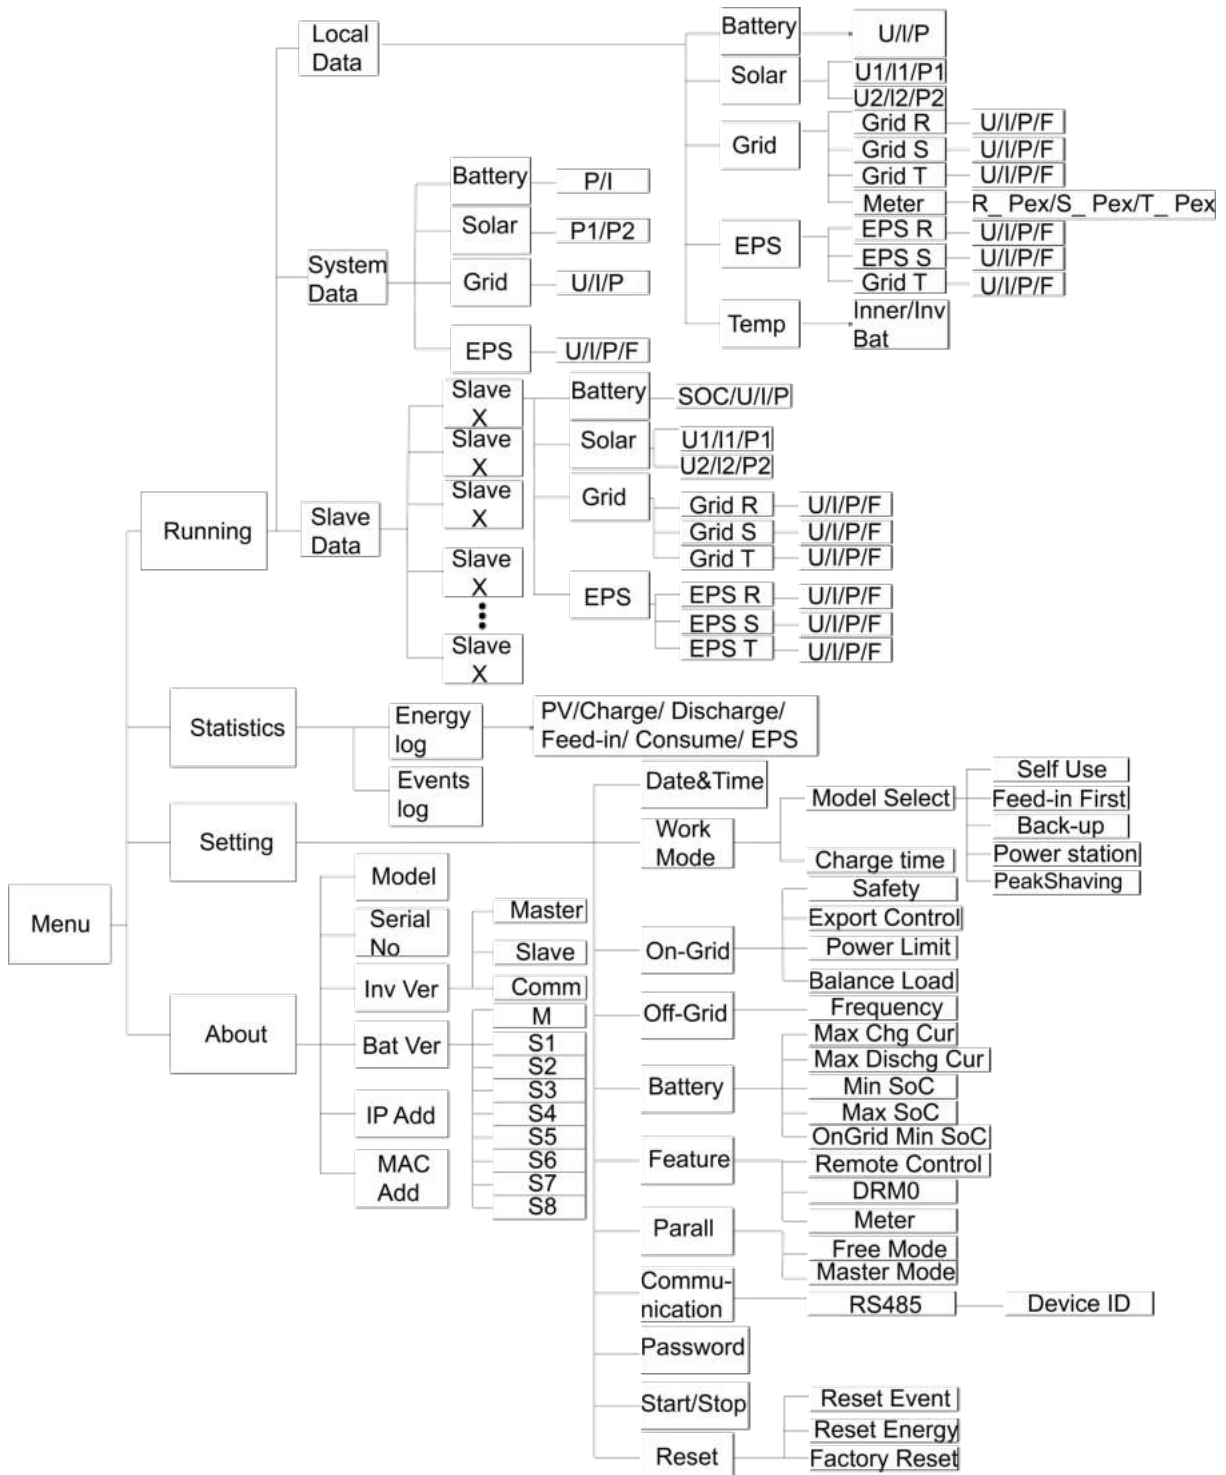 Menu
Running
Local
Data
Battery
U/I/P
Solar
U1/I1/P1
U2/I2/P2
Grid
Grid R
U/I/P/F
Grid S
U/I/P/F
Grid T
U/I/P/F
Meter
R_ Pex/S_ Pex/T_ Pex
EPS
EPS R
U/I/P/F
EPS S
U/I/P/F
Grid T
U/I/P/F
Temp
Inner/Inv
Bat
System
Data
Battery
P/I
Solar
P1/P2
Grid
U/I/P
EPS
U/I/P/F
Slave
Data
Slave
X
Slave
X
Slave
X
Slave
X
Slave
X
Battery
SOC/U/I/P
Solar
U1/I1/P1
U2/I2/P2
Grid
Grid R
U/I/P/F
Grid S
U/I/P/F
Grid T
U/I/P/F
EPS
EPS R
U/I/P/F
EPS S
U/I/P/F
EPS T
U/I/P/F
Statistics
Energy
log
PV/Charge/ Discharge/
Feed-in/ Consume/ EPS
Events
log
Setting
Date&Time
Work
Mode
Model Select
Self Use
Feed-in First
Back-up
Power station
PeakShaving
Charge time
On-Grid
Safety
Export Control
Power Limit
Balance Load
Off-Grid
Frequency
Battery
Max Chg Cur
Max Dischg Cur
Min SoC
Max SoC
OnGrid Min SoC
Feature
Remote Control
DRM0
Meter
Parall
Free Mode
Master Mode
Commu-
nication
RS485
Device ID
Password
Start/Stop
Reset
Reset Event
Reset Energy
Factory Reset
About
Model
Serial
No
Inv Ver
Master
Slave
Comm
Bat Ver
M
S1
S2
S3
S4
S5
S6
S7
S8
IP Add
MAC
Add